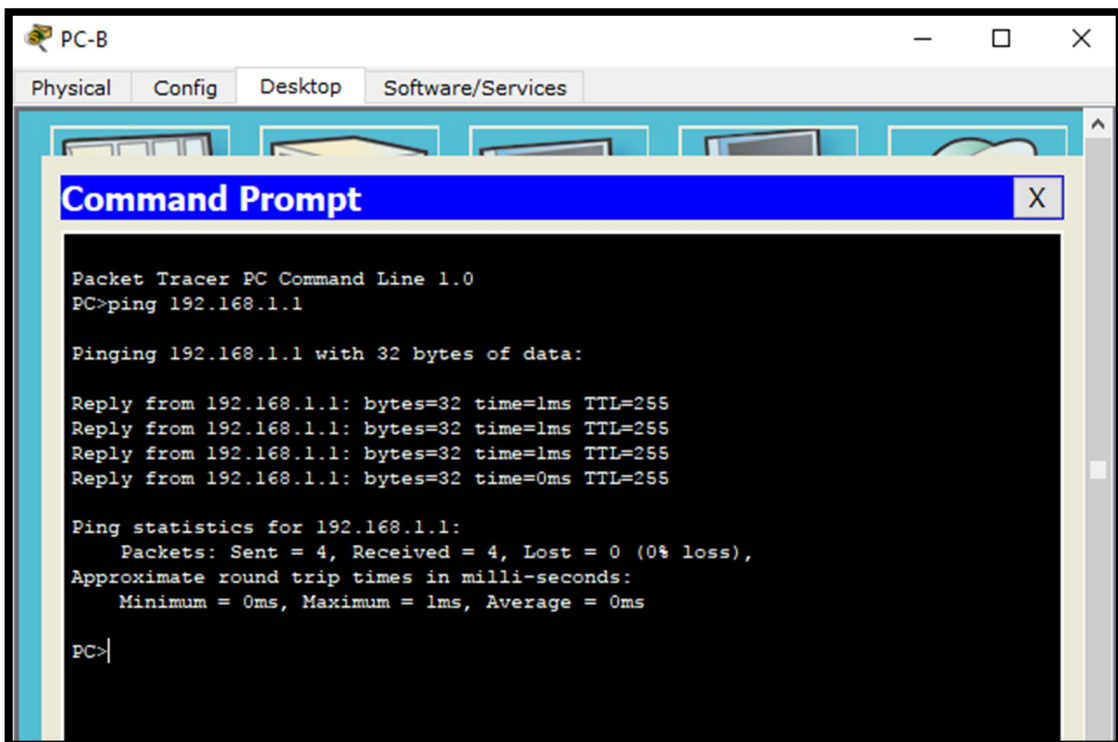 PC-B
Physical Config Desktop Software/Services
Command Prompt X
Packet Tracer PC Command Line 1.0
PC>ping 192.168.1.1
Pinging 192.168.1.1 with 32 bytes of data:
Reply from 192.168.1.1: bytes=32 time=1ms TTL=255
Reply from 192.168.1.1: bytes=32 time=1ms TTL=255
Reply from 192.168.1.1: bytes=32 time=1ms TTL=255
Reply from 192.168.1.1: bytes=32 time=0ms TTL=255
Ping statistics for 192.168.1.1:
Packets: Sent = 4, Received = 4, Lost = 0 (0% loss),
Approximate round trip times in milli-seconds:
Minimum = 0ms, Maximum = 1ms, Average = 0ms
PC>